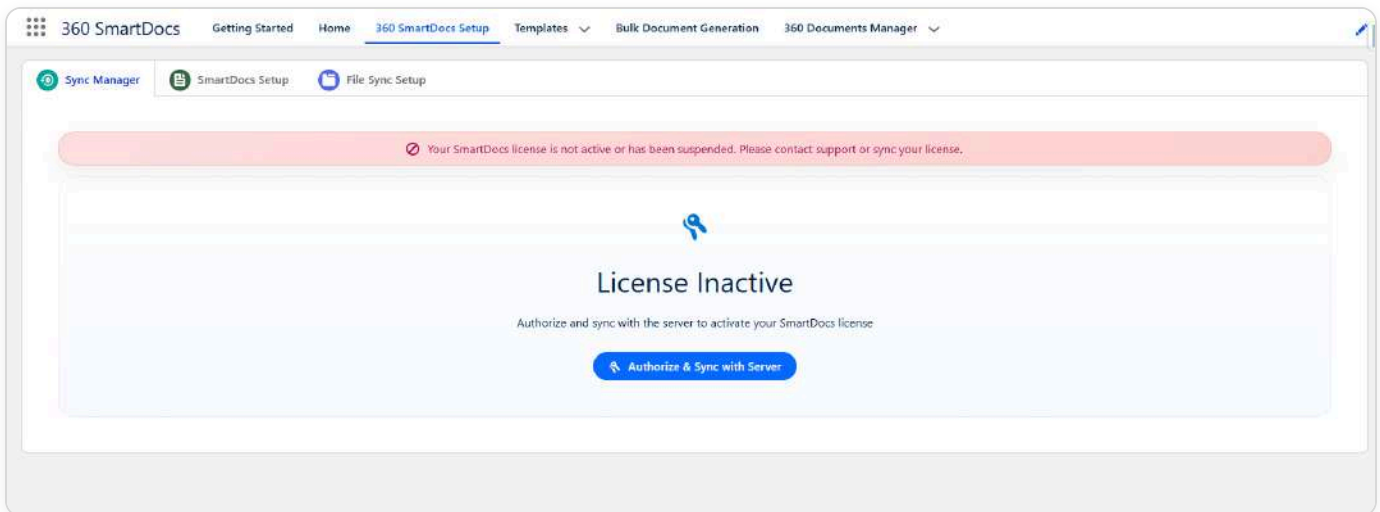 360 SmartDocs Getting Started Home 360 SmartDocs Setup Templates Bulk Document Generation 360 Documents Manager
Sync Manager SmartDocs Setup File Sync Setup
Your SmartDocs license is not active or has been suspended. Please contact support or sync your license.
License Inactive
Authorize and sync with the server to activate your SmartDocs license
Authorize & Sync with Server